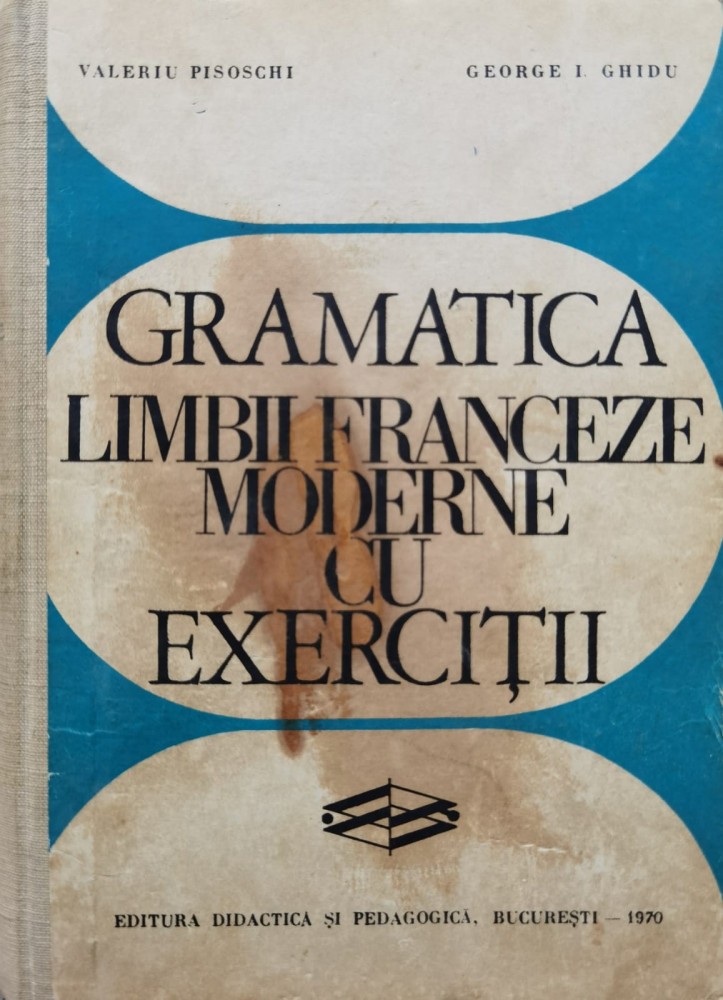 VALERIU PISOSCHI GEORGE I. GHIDU
GRAMATICA
LIMBII FRANCEZE
MODERNE
CU
EXERCIȚII
EDITURA DIDACTICĂ ȘI PEDAGOGICĂ, BUCUREȘTI — 1970